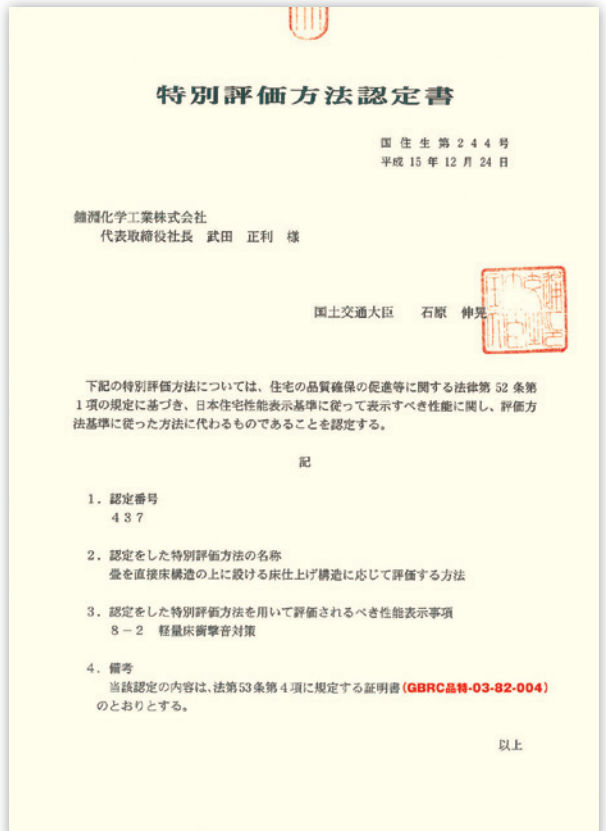 特別評価方法認定書
国住生第244号
平成15年12月24日
鐘淵化学工業株式会社
代表取締役社長 武田 正利 様
国土交通大臣 石原 伸晃
下記の特別評価方法については、住宅の品質確保の促進等に関する法律第52条第
1項の規定に基づき、日本住宅性能表示基準に従って表示すべき性能に関し、評価方
法基準に従った方法に代わるものであることを認定する。
記
1．認定番号
437
2．認定をした特別評価方法の名称
畳を直接床構造の上に設ける床仕上げ構造に応じて評価する方法
3．認定をした特別評価方法を用いて評価されるべき性能表示事項
8－2 軽量床衝撃音対策
4．備考
当該認定の内容は、法第53条第4項に規定する証明書(GBRC品特-03-82-004)
のとおりとする。
以上